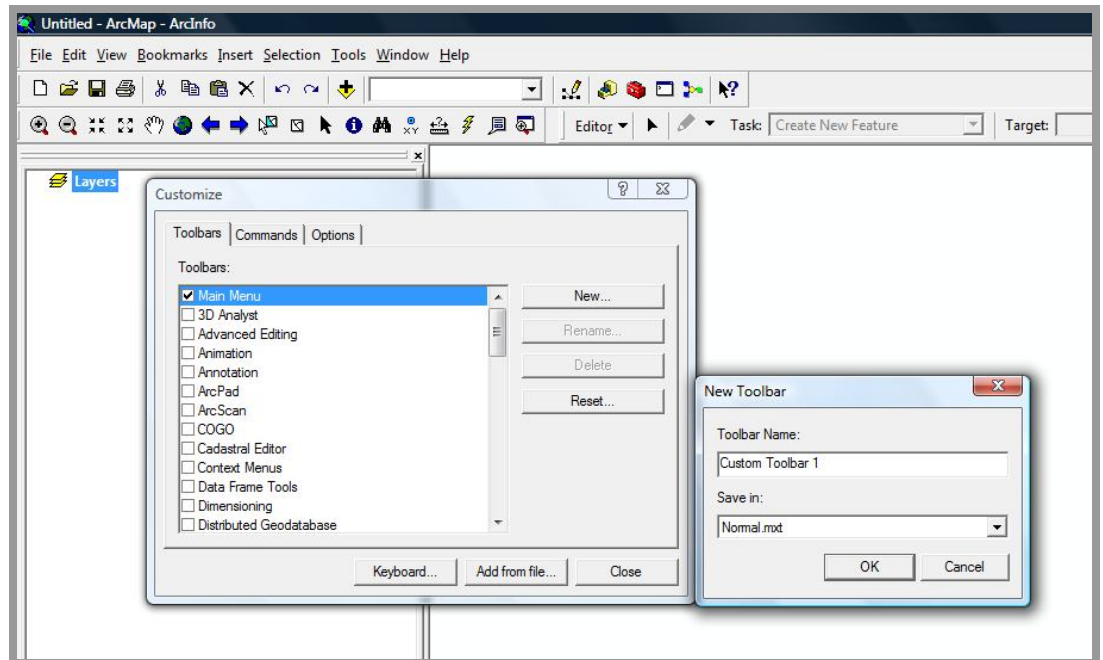 Untitled - ArcMap - ArcInfo
File Edit View Bookmarks Insert Selection Tools Window Help
Editor Task: Create New Feature Target:
Layers
Customize
Toolbars Commands Options
Toolbars:
Main Menu
3D Analyst
Advanced Editing
Animation
Annotation
ArcPad
ArcScan
COGO
Cadastral Editor
Context Menus
Data Frame Tools
Dimensioning
Distributed Geodatabase
New...
Rename...
Delete
Reset...
Keyboard... Add from file... Close
New Toolbar
Toolbar Name:
Custom Toolbar 1
Save in:
Normal.mxt
OK Cancel